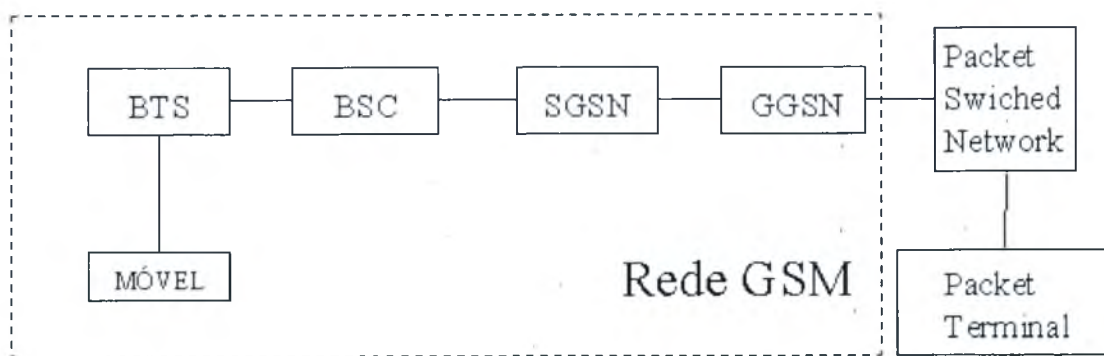 BTS
BSC
SGSN
GGSN
Packet
Swiched
Network
MÓVEL
Rede GSM
Packet
Terminal